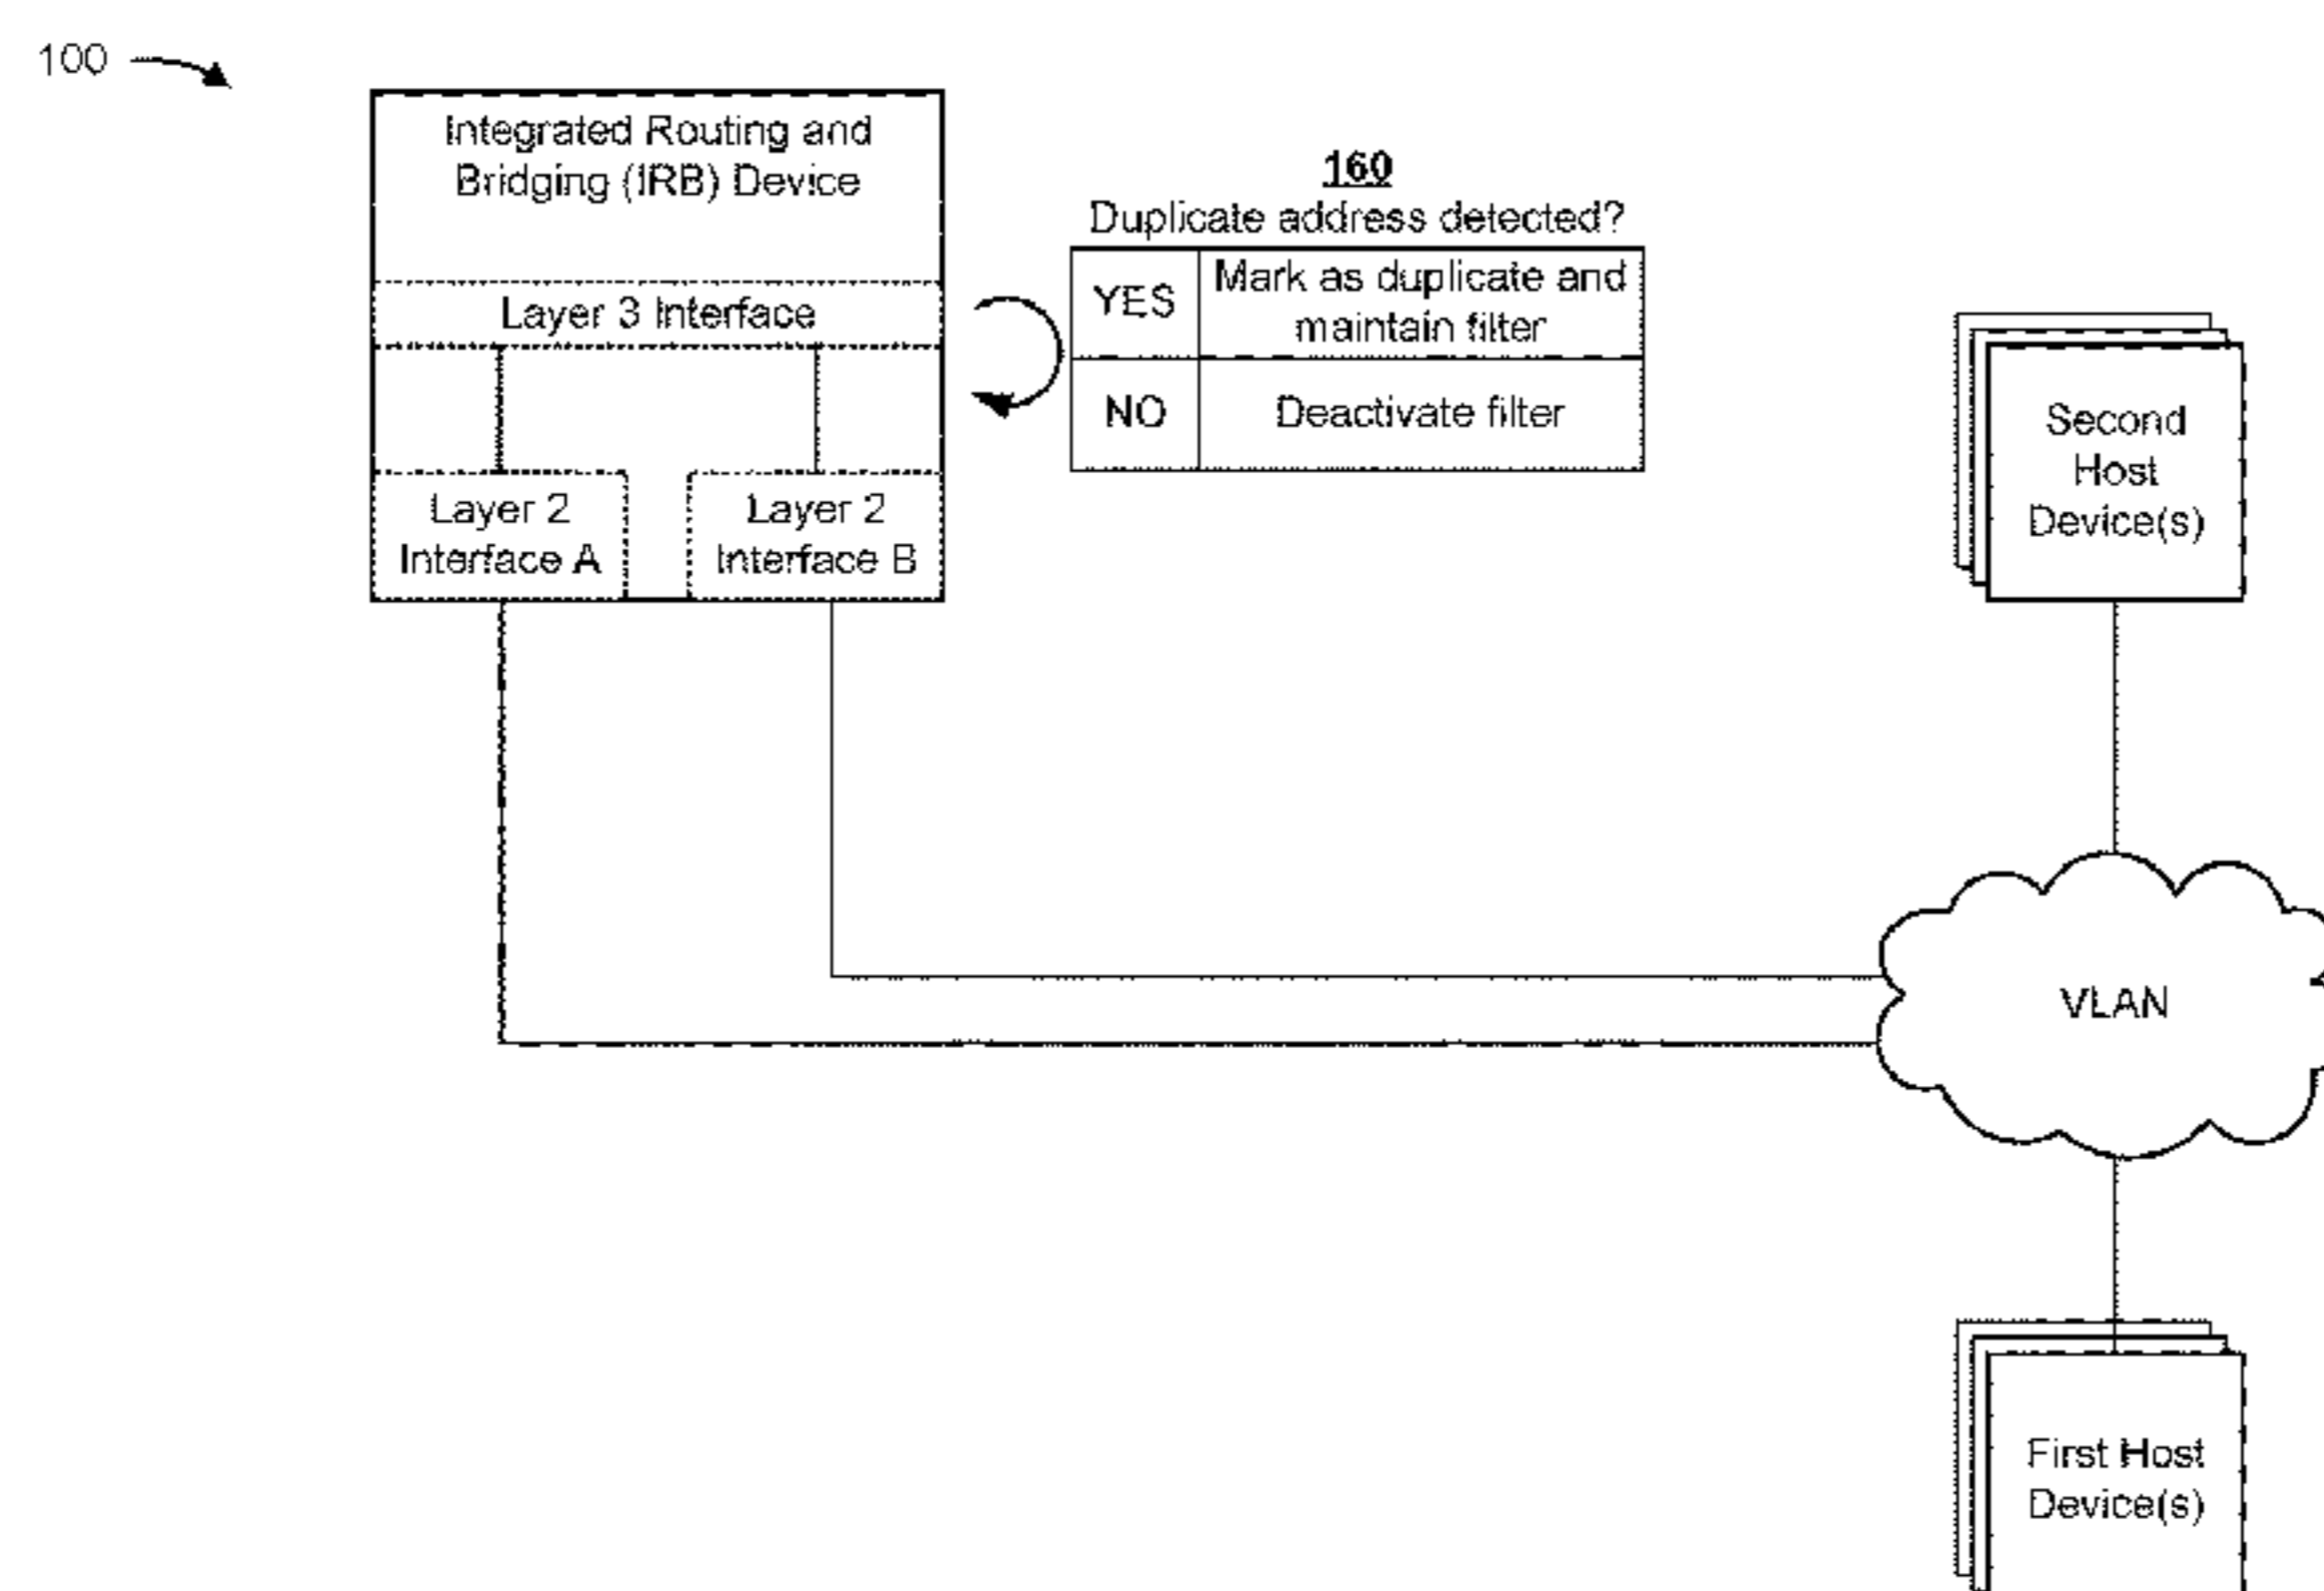 100
Integrated Routing and
Bridging (IRB) Device
Layer 3 Interface
Layer 2
Interface A
Layer 2
Interface B
160
Duplicate address detected?
YES
Mark as duplicate and
maintain filter
NO
Deactivate filter
Second
Host
Device(s)
VLAN
First Host
Device(s)